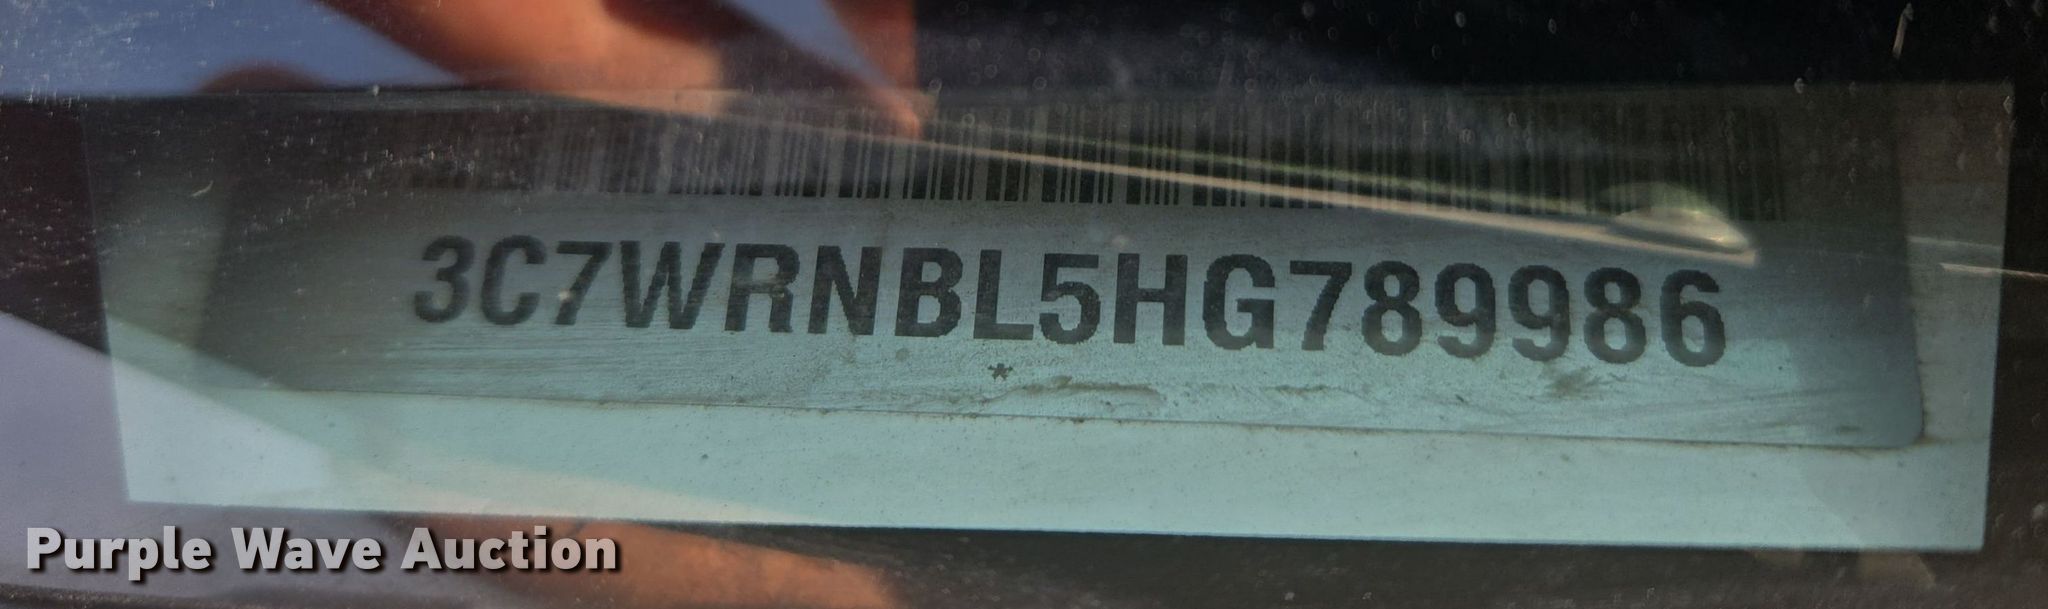 3C7WRNBL5HG789986
*
Purple Wave Auction